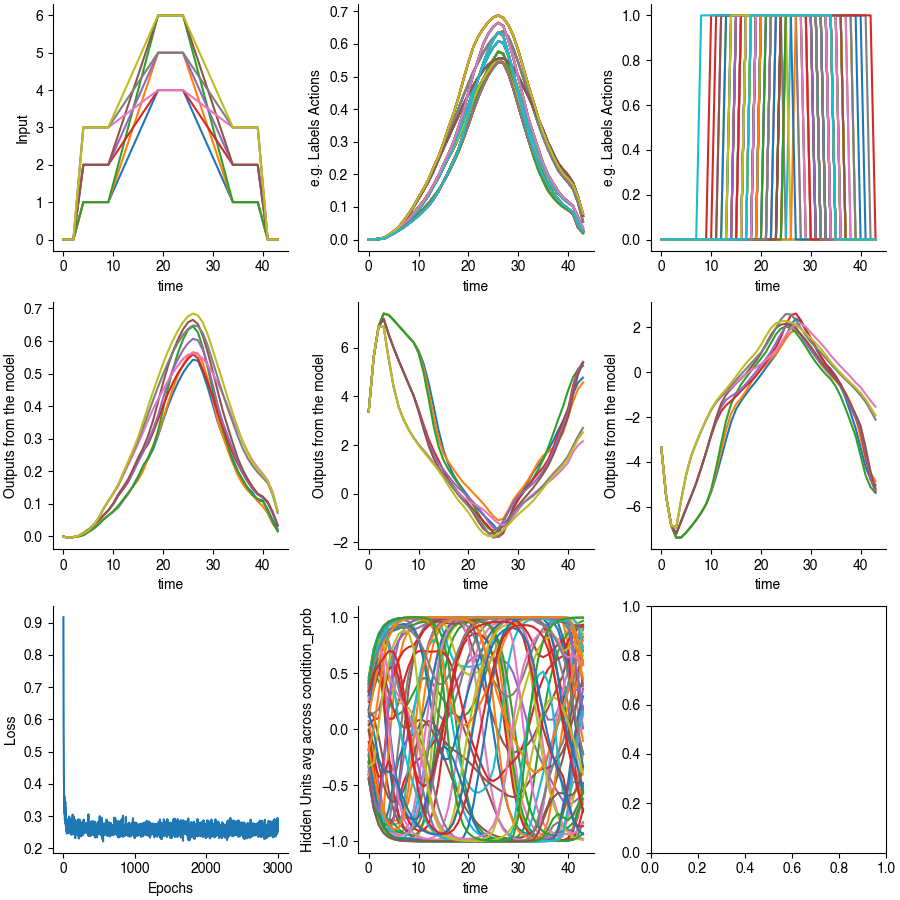 6
5
4
3
2
1
0
Input
0 10 20 30 40
time
0.7
0.6
0.5
0.4
0.3
0.2
0.1
0.0
e.g. Labels Actions
0 10 20 30 40
time
1.0
0.8
0.6
0.4
0.2
0.0
e.g. Labels Actions
0 10 20 30 40
time
0.7
0.6
0.5
0.4
0.3
0.2
0.1
0.0
Outputs from the model
0 10 20 30 40
time
6
4
2
0
−2
Outputs from the model
0 10 20 30 40
time
2
0
−2
−4
−6
Outputs from the model
0 10 20 30 40
time
0.9
0.8
0.7
0.6
0.5
0.4
0.3
0.2
Loss
0 1000 2000 3000
Epochs
1.0
0.5
0.0
−0.5
−1.0
Hidden Units avg across condition_prob
0 10 20 30 40
time
1.0
0.8
0.6
0.4
0.2
0.0
0.0 0.2 0.4 0.6 0.8 1.0